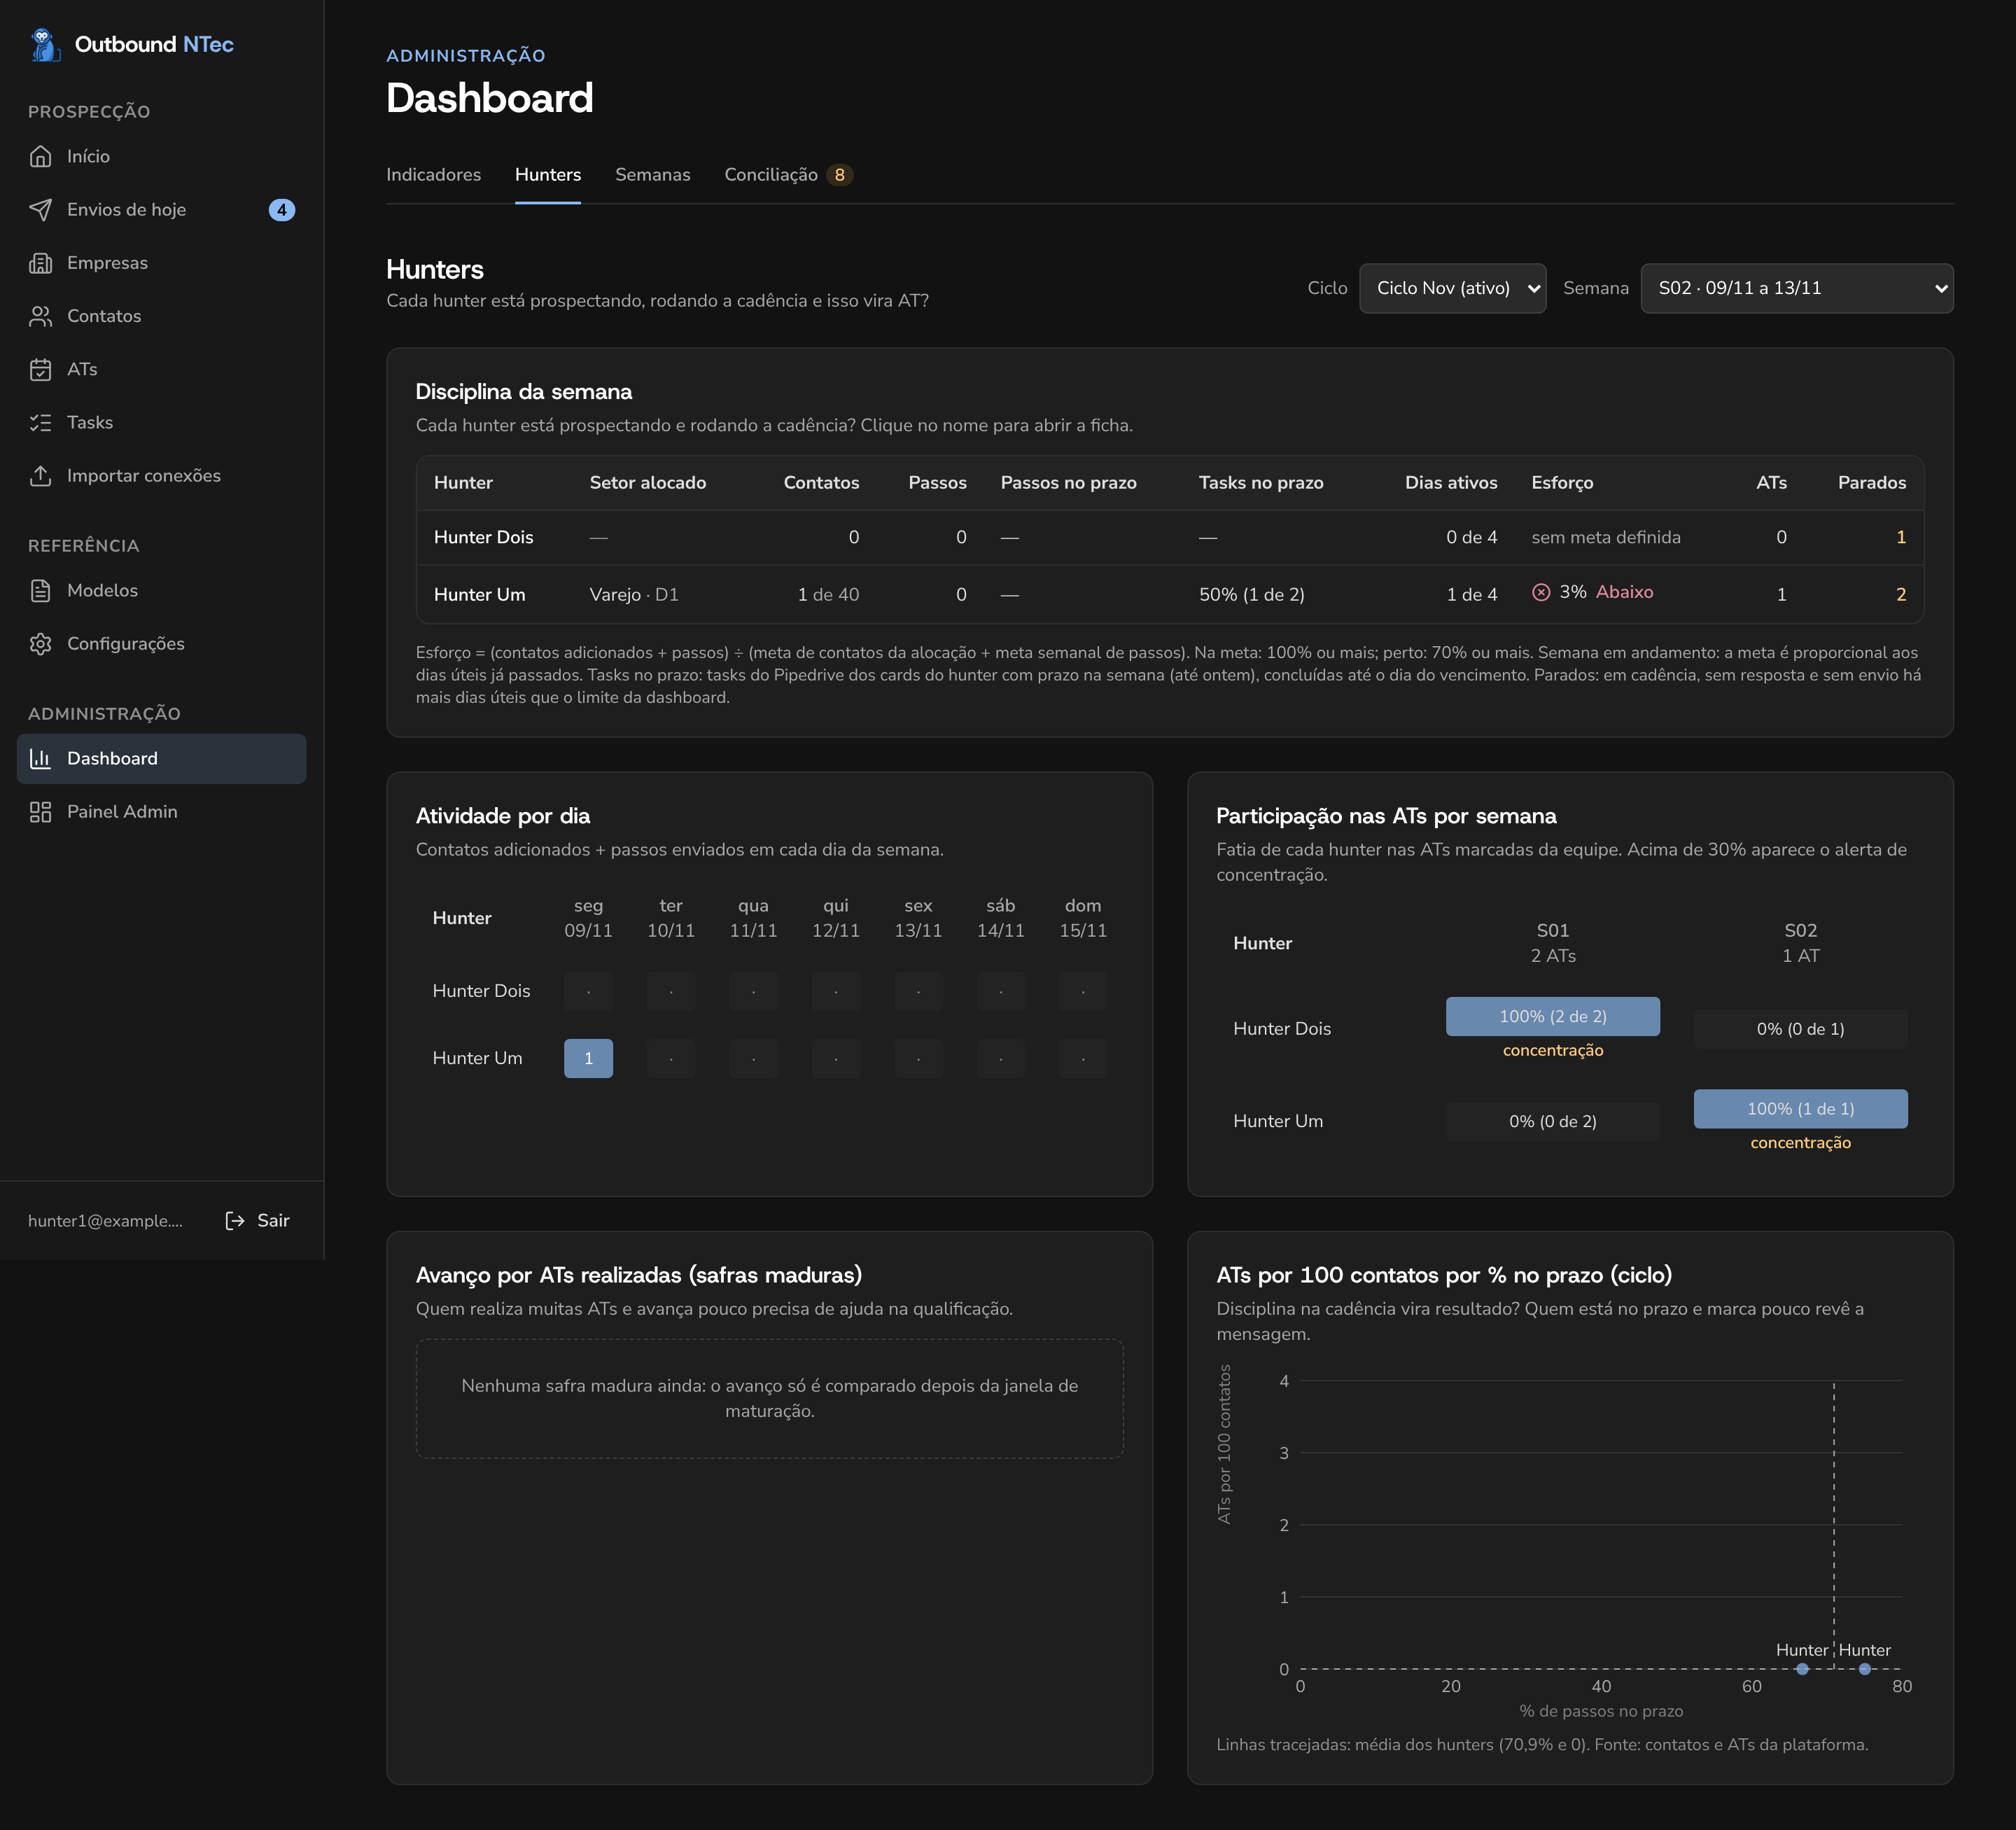 Outbound NTec
PROSPECÇÃO
Início
Envios de hoje 4
Empresas
Contatos
ATs
Tasks
Importar conexões
REFERÊNCIA
Modelos
Configurações
ADMINISTRAÇÃO
Dashboard
Painel Admin
hunter1@example.... Sair
ADMINISTRAÇÃO
Dashboard
Indicadores Hunters Semanas Conciliação 8
Hunters
Cada hunter está prospectando, rodando a cadência e isso vira AT?
Ciclo Ciclo Nov (ativo) Semana S02 · 09/11 a 13/11
Disciplina da semana
Cada hunter está prospectando e rodando a cadência? Clique no nome para abrir a ficha.
Hunter Setor alocado Contatos Passos Passos no prazo Tasks no prazo Dias ativos Esforço ATs Parados
Hunter Dois — 0 0 — — 0 de 4 sem meta definida 0 1
Hunter Um Varejo · D1 1 de 40 0 — 50% (1 de 2) 1 de 4 3% Abaixo 1 2
Esforço = (contatos adicionados + passos) ÷ (meta de contatos da alocação + meta semanal de passos). Na meta: 100% ou mais; perto: 70% ou mais. Semana em andamento: a meta é proporcional aos
dias úteis já passados. Tasks no prazo: tasks do Pipedrive dos cards do hunter com prazo na semana (até ontem), concluídas até o dia do vencimento. Parados: em cadência, sem resposta e sem envio há
mais dias úteis que o limite da dashboard.
Atividade por dia
Contatos adicionados + passos enviados em cada dia da semana.
Hunter seg ter qua qui sex sáb dom
09/11 10/11 11/11 12/11 13/11 14/11 15/11
Hunter Dois · · · · · · ·
Hunter Um 1 · · · · · ·
Participação nas ATs por semana
Fatia de cada hunter nas ATs marcadas da equipe. Acima de 30% aparece o alerta de
concentração.
Hunter S01 S02
2 ATs 1 AT
Hunter Dois 100% (2 de 2) 0% (0 de 1)
concentração
Hunter Um 0% (0 de 2) 100% (1 de 1)
concentração
Avanço por ATs realizadas (safras maduras)
Quem realiza muitas ATs e avança pouco precisa de ajuda na qualificação.
Nenhuma safra madura ainda: o avanço só é comparado depois da janela de
maturação.
ATs por 100 contatos por % no prazo (ciclo)
Disciplina na cadência vira resultado? Quem está no prazo e marca pouco revê a
mensagem.
ATs por 100 contatos
4
3
2
1
0
Hunter Hunter
0 20 40 60 80
% de passos no prazo
Linhas tracejadas: média dos hunters (70,9% e 0). Fonte: contatos e ATs da plataforma.